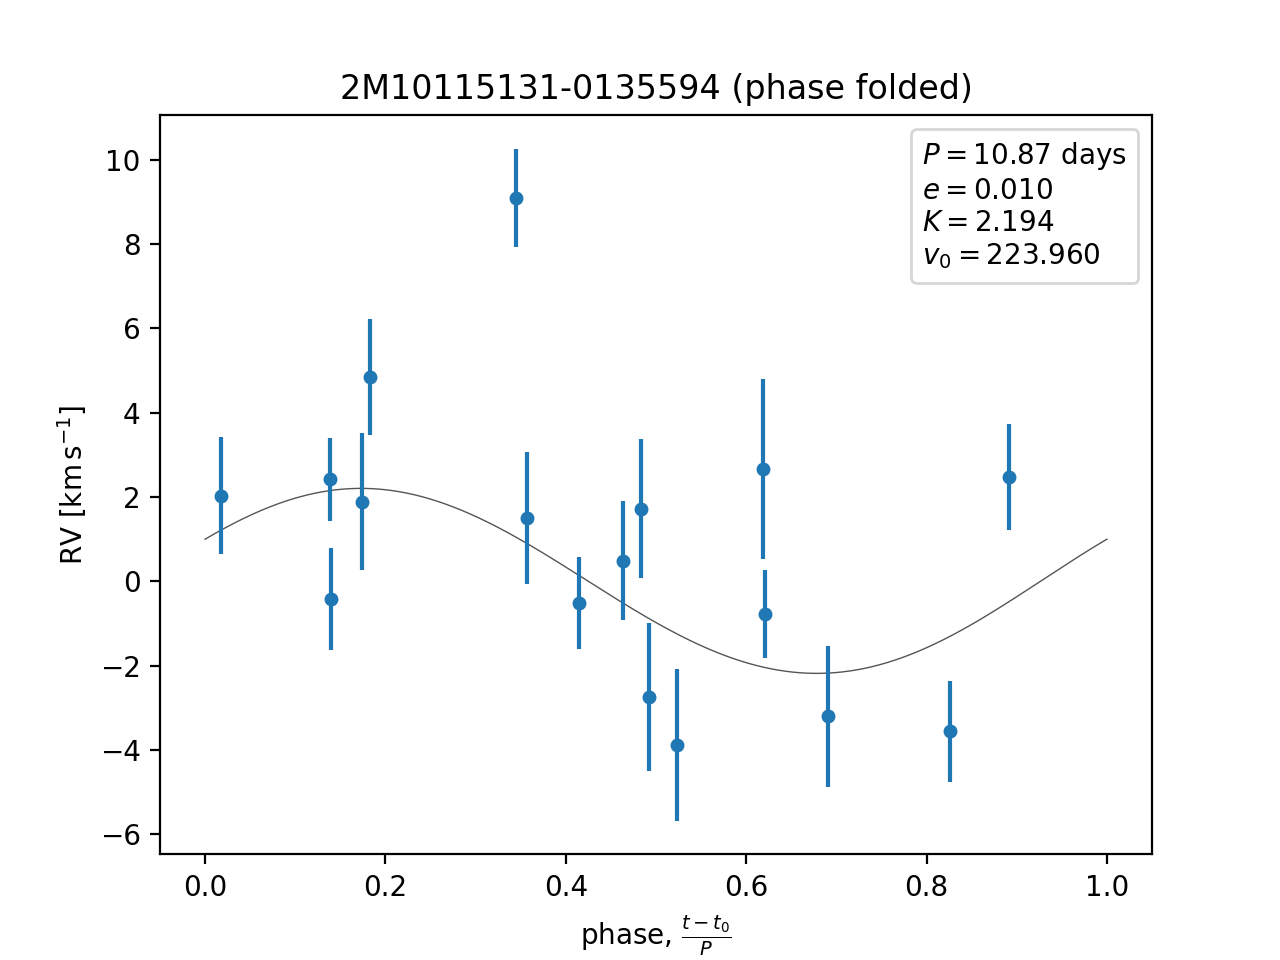 2M10115131-0135594 (phase folded)
P = 10.87 days
e = 0.010
K = 2.194
v₀ = 223.960
RV [km s⁻¹]
10
8
6
4
2
0
−2
−4
−6
0.0 0.2 0.4 0.6 0.8 1.0
phase, (t − t₀)/P